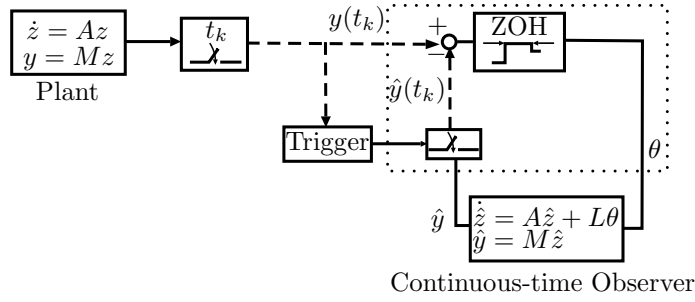 ż = Az
y = Mz
Plant
t_k
y(t_k)
+
−
ZOH
ŷ(t_k)
Trigger
θ
ŷ
ẑ̇ = Aẑ + Lθ
ŷ = Mẑ
Continuous-time Observer